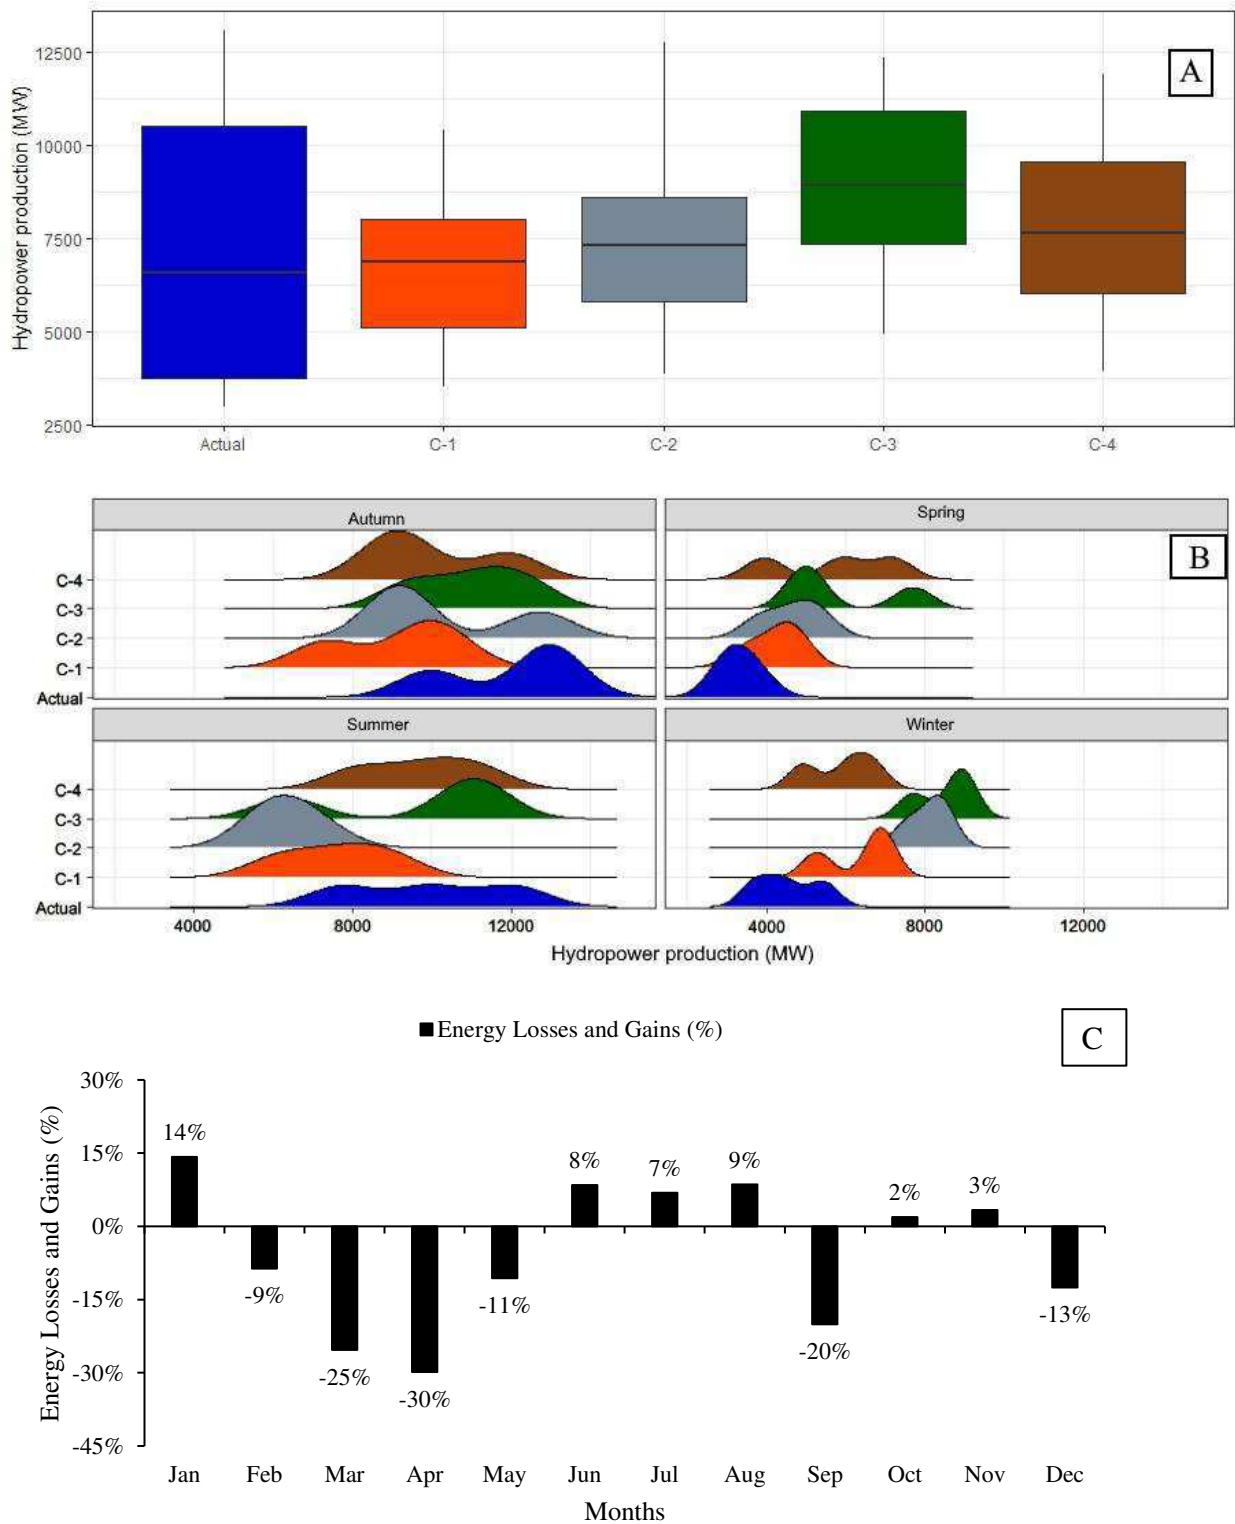 A
Hydropower production (MW)
12500
10000
7500
5000
2500
Actual
C-1
C-2
C-3
C-4
Autumn
Spring
B
C-4
C-3
C-2
C-1
Actual
Summer
Winter
C-4
C-3
C-2
C-1
Actual
4000
8000
12000
4000
8000
12000
Hydropower production (MW)
Energy Losses and Gains (%)
C
Energy Losses and Gains (%)
30%
15%
0%
-15%
-30%
-45%
14%
-9%
-25%
-30%
-11%
8%
7%
9%
-20%
2%
3%
-13%
Jan
Feb
Mar
Apr
May
Jun
Jul
Aug
Sep
Oct
Nov
Dec
Months